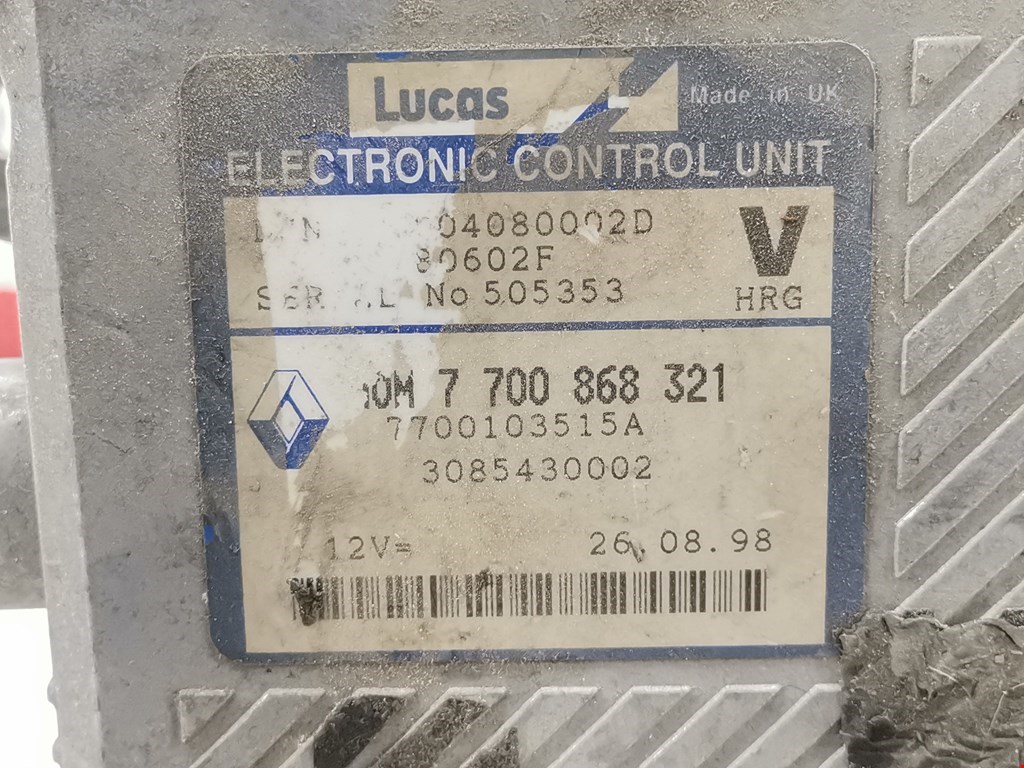 Lucas
Made in UK
ELECTRONIC CONTROL UNIT
04080002D
80602F
V
No 505353
HRG
7 700 868 321
7700103515A
3085430002
12V=
26.08.98